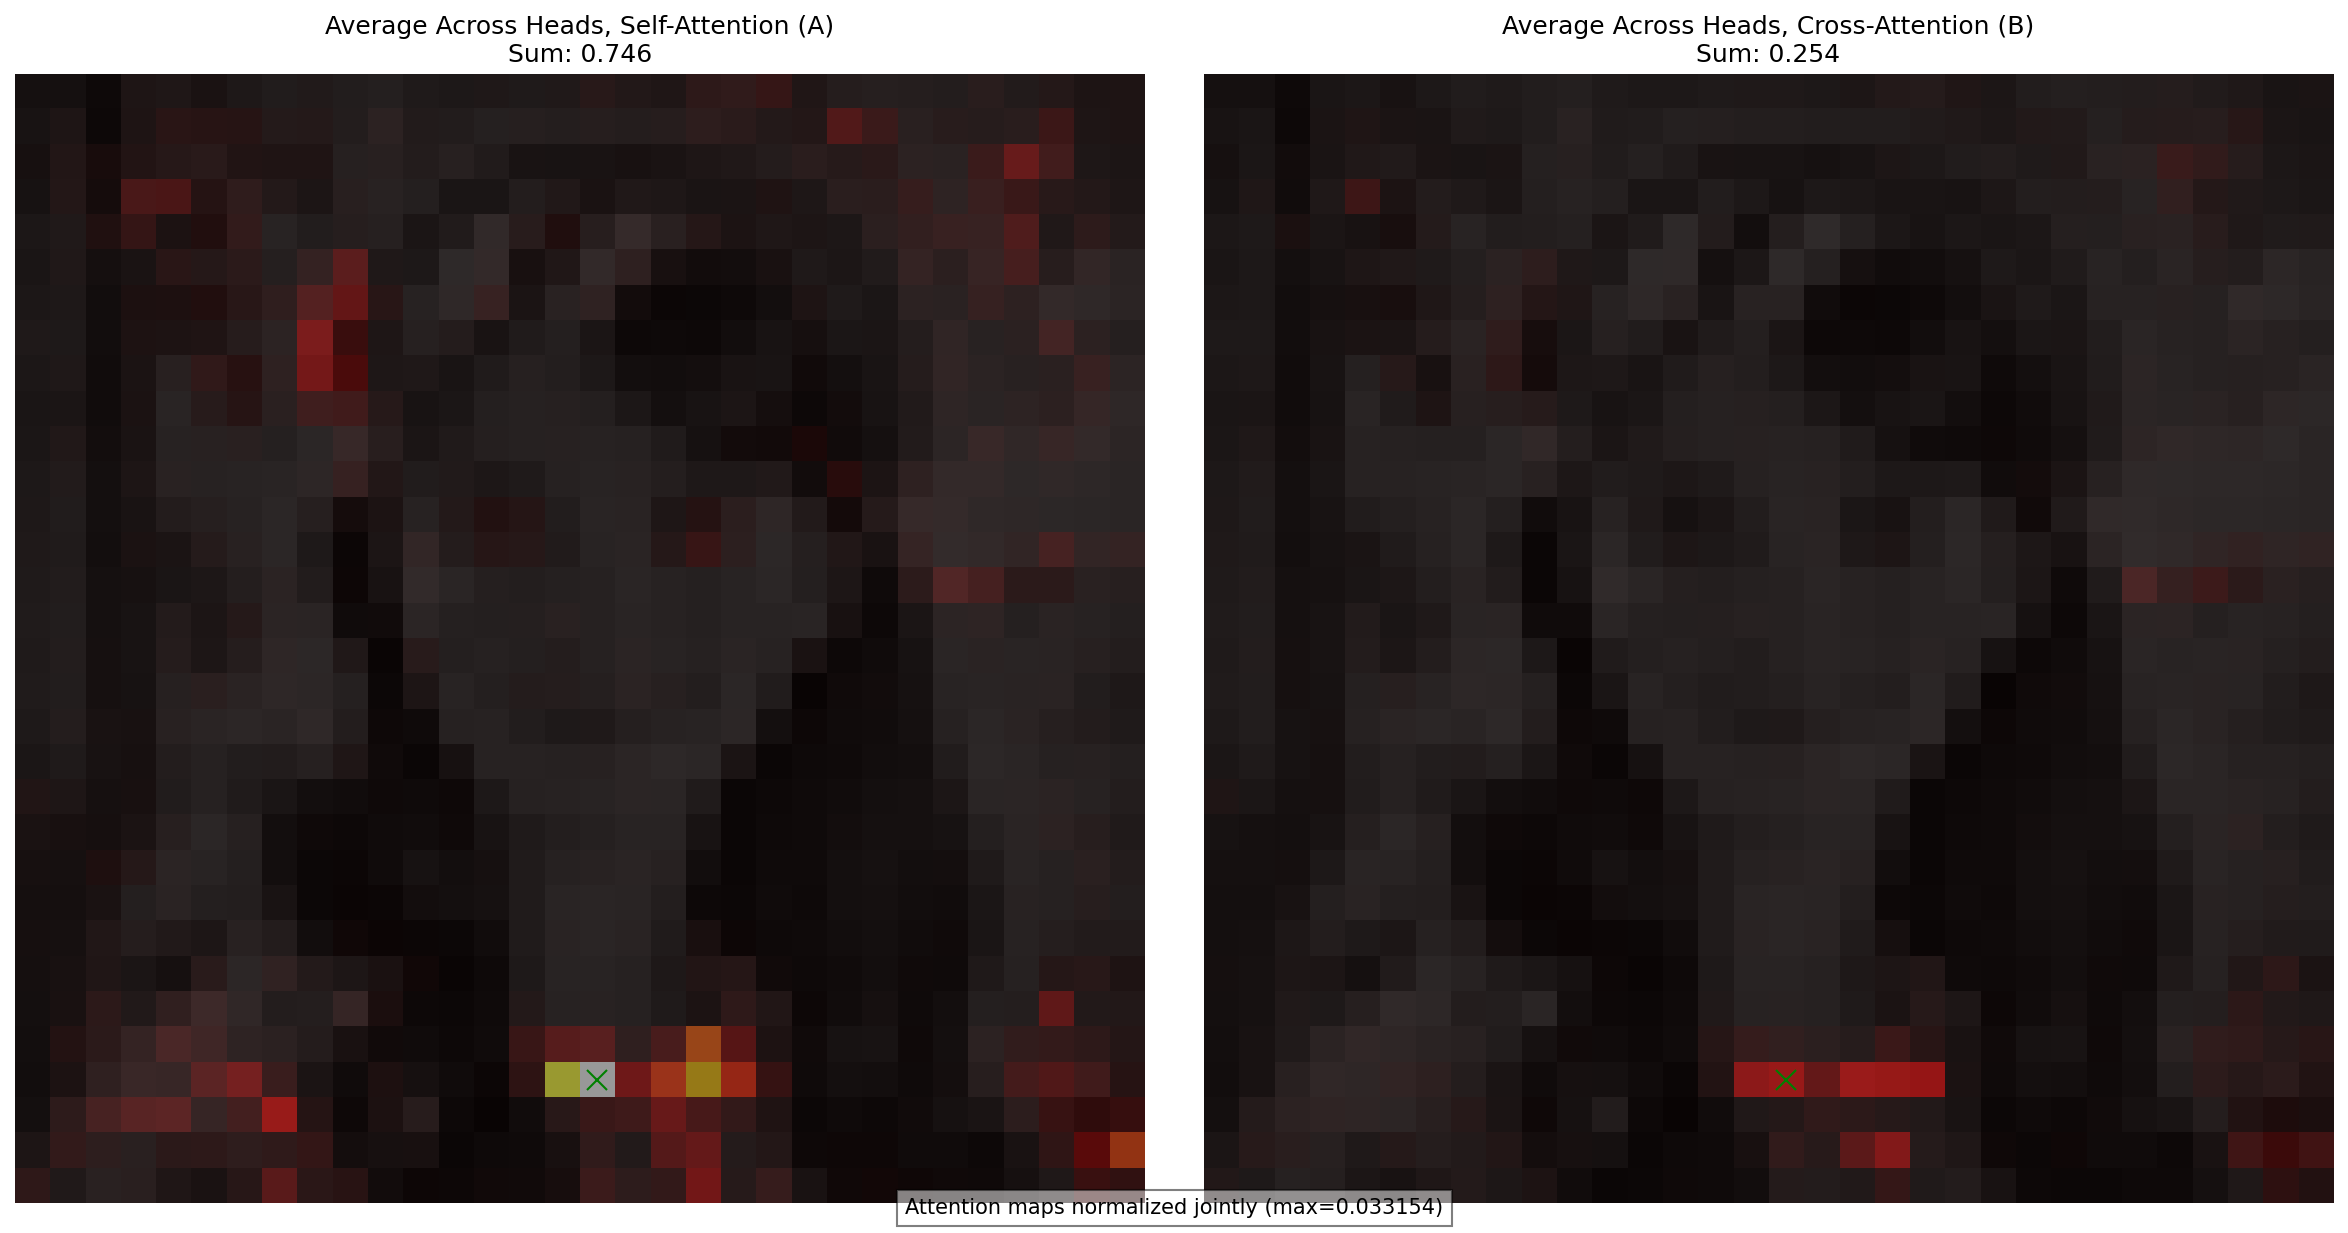 Average Across Heads, Self-Attention (A)
Sum: 0.746
Average Across Heads, Cross-Attention (B)
Sum: 0.254
Attention maps normalized jointly (max=0.033154)